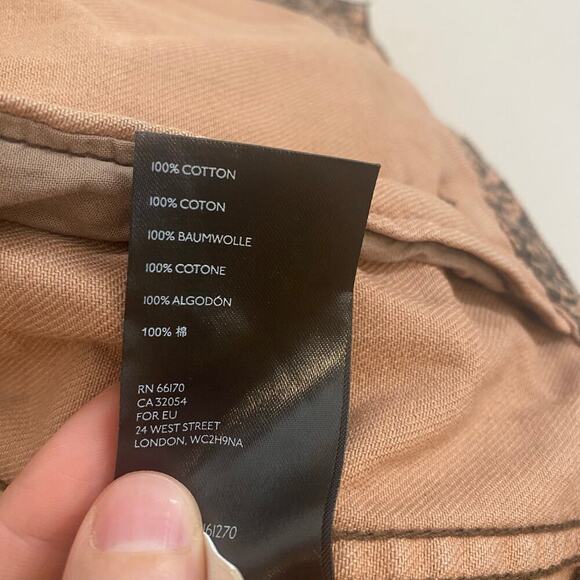 100% COTTON
100% COTON
100% BAUMWOLLE
100% COTONE
100% ALGODÓN
100% 棉
RN 66170
CA 32054
FOR EU
24 WEST STREET
LONDON, WC2H9NA